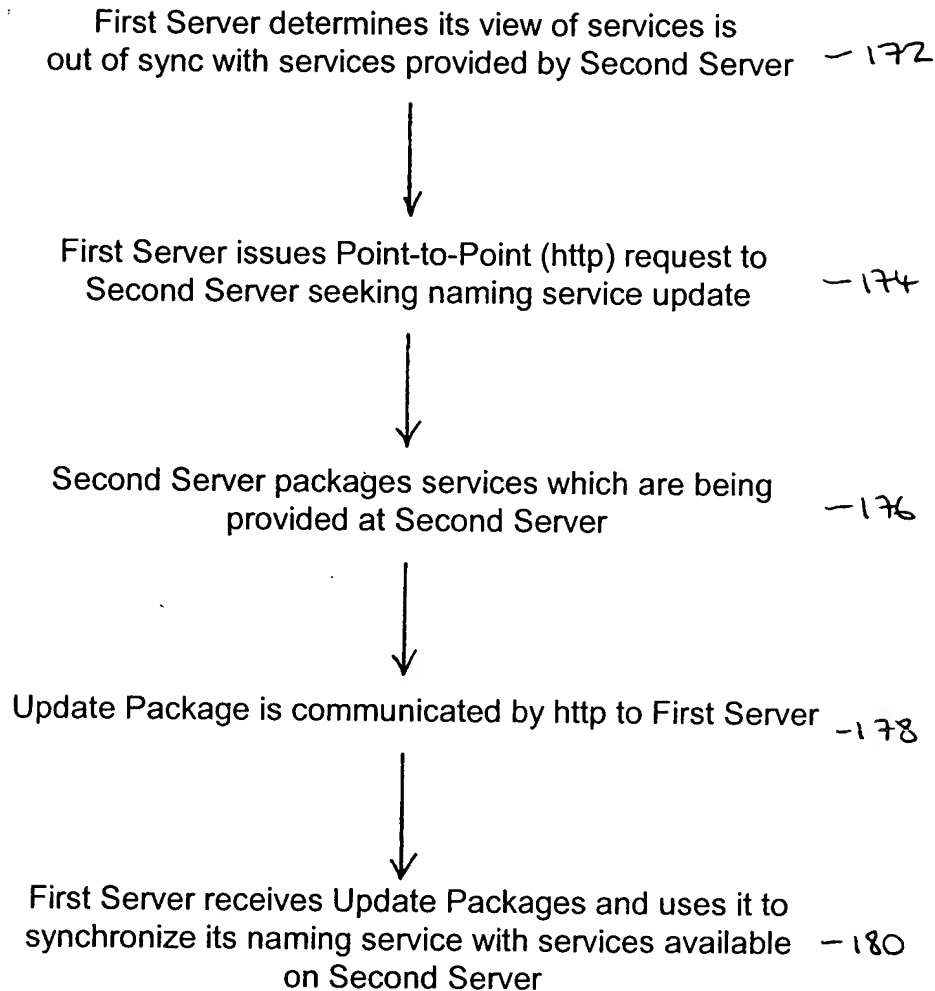 First Server determines its view of services is
out of sync with services provided by Second Server – 172
First Server issues Point-to-Point (http) request to
Second Server seeking naming service update – 174
Second Server packages services which are being
provided at Second Server – 176
Update Package is communicated by http to First Server – 178
First Server receives Update Packages and uses it to
synchronize its naming service with services available – 180
on Second Server